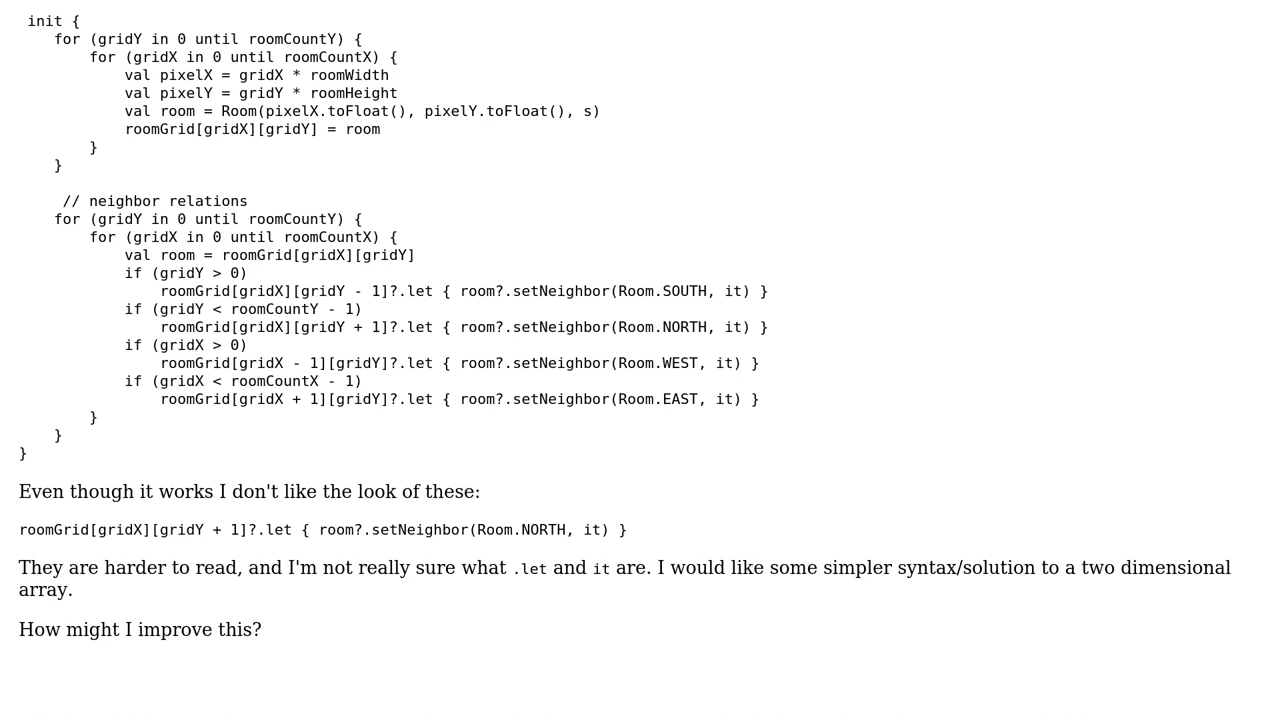 init {
    for (gridY in 0 until roomCountY) {
        for (gridX in 0 until roomCountX) {
            val pixelX = gridX * roomWidth
            val pixelY = gridY * roomHeight
            val room = Room(pixelX.toFloat(), pixelY.toFloat(), s)
            roomGrid[gridX][gridY] = room
        }
    }

     // neighbor relations
    for (gridY in 0 until roomCountY) {
        for (gridX in 0 until roomCountX) {
            val room = roomGrid[gridX][gridY]
            if (gridY > 0)
                roomGrid[gridX][gridY - 1]?.let { room?.setNeighbor(Room.SOUTH, it) }
            if (gridY < roomCountY - 1)
                roomGrid[gridX][gridY + 1]?.let { room?.setNeighbor(Room.NORTH, it) }
            if (gridX > 0)
                roomGrid[gridX - 1][gridY]?.let { room?.setNeighbor(Room.WEST, it) }
            if (gridX < roomCountX - 1)
                roomGrid[gridX + 1][gridY]?.let { room?.setNeighbor(Room.EAST, it) }
        }
    }
}
Even though it works I don't like the look of these:
roomGrid[gridX][gridY + 1]?.let { room?.setNeighbor(Room.NORTH, it) }
They are harder to read, and I'm not really sure what .let and it are. I would like some simpler syntax/solution to a two dimensional
array.
How might I improve this?